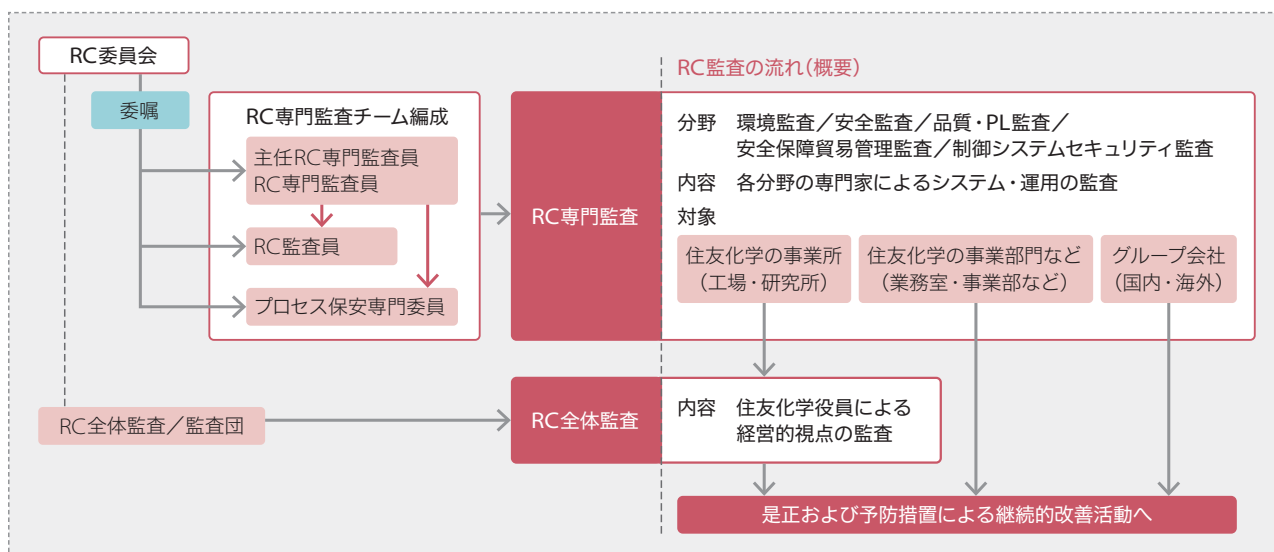 RC委員会
委嘱
RC専門監査チーム編成
主任RC専門監査員
RC専門監査員
RC監査員
プロセス保安専門委員
RC全体監査／監査団
RC監査の流れ（概要）
RC専門監査
分野 環境監査／安全監査／品質・PL監査／
安全保障貿易管理監査／制御システムセキュリティ監査
内容 各分野の専門家によるシステム・運用の監査
対象
住友化学の事業所
（工場・研究所）
住友化学の事業部門など
（業務室・事業部など）
グループ会社
（国内・海外）
RC全体監査
内容 住友化学役員による
経営的視点の監査
是正および予防措置による継続的改善活動へ